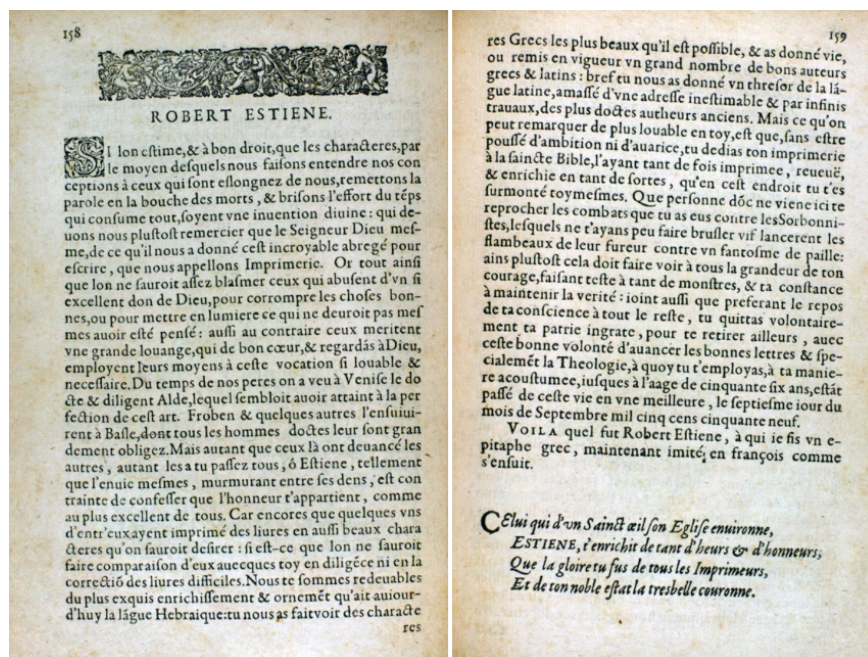 158
ROBERT ESTIENE.
SI lon estime,& à bon droit,que les characteres,par
le moyen desquels nous faisons entendre nos con
ceptions à ceux qui sont eslongnez de nous,remettons la
parole en la bouche des morts , & brisons l'effort du tẽps
qui consume tout,soyent vne inuention diuine : qui de-
uons nous plustost remercier que le Seigneur Dieu mes-
me,de ce qu'il nous a donné cest incroyable abregé pour
escrire , que nous appellons Imprimerie. Or tout ainsi
que lon ne sauroit assez blasmer ceux qui abusent d'vn si
excellent don de Dieu,pour corrompre les choses bon-
nes,ou pour mettre en lumiere ce qui ne deuroit pas mes
mes auoir esté pensé : aussi au contraire ceux meritent
vne grande louange,qui de bon cœur,& regardãs à Dieu,
employent leurs moyens à ceste vocation si louable &
necessaire.Du temps de nos peres on a veu à Venise le do
cte & diligent Alde,lequel sembloit auoir attaint à la per
fection de cest art. Froben & quelques autres l'ensuiui-
rent à Basle,dont tous les hommes doctes leur sont gran
dement obligez.Mais autant que ceux là ont deuancé les
autres , autant les a tu passez tous , ô Estiene , tellement
que l'enuie mesmes , murmurant entre ses dens , est con
trainte de confesser que l'honneur t'appartient , comme
au plus excellent de tous. Car encores que quelques vns
d'entr'eux,ayent imprimé des liures en aussi beaux chara
cteres qu'on sauroit desirer : si est-ce que lon ne sauroit
faire comparaison d'eux auecques toy en diligẽce ni en la
correctiõ des liures difficiles.Nous te sommes redeuables
du plus exquis enrichissement & ornemẽt qu'ait auiour-
d'huy la lãgue Hebraique:tu nous as fait voir des characte
res
159
res Grecs les plus beaux qu'il est possible, & as donné vie,
ou remis en vigueur vn grand nombre de bons auteurs
grecs & latins : bref tu nous as donné vn thresor de la lã-
gue latine,amassé d'vne adresse inestimable & par infinis
trauaux,des plus doctes autheurs anciens. Mais ce qu'on
peut remarquer de plus louable en toy,est que,sans estre
poussé d'ambition ni d'auarice,tu dedias ton imprimerie
à la saincte Bible,l'ayant tant de fois imprimee, reueuë,
& enrichie en tant de sortes , qu'en cest endroit tu t'es
surmonté toymesmes. Que personne dõc ne viene ici te
reprocher les combats que tu as eus contre les Sorbonni-
stes,lesquels ne t'ayans peu faire brusler vif lancerent les
flambeaux de leur fureur contre vn fantosme de paille:
ains plustost cela doit faire voir à tous la grandeur de ton
courage,faisant teste à tant de monstres, & ta constance
à maintenir la verité : ioint aussi que preferant le repos
de ta conscience à tout le reste , tu quittas volontaire-
ment ta patrie ingrate , pour te retirer ailleurs , auec
ceste bonne volonté d'auancer les bonnes lettres & spe-
cialemẽt la Theologie,à quoy tu t'employas,à ta manie-
re acoustumee,iusques à l'aage de cinquante six ans,estãt
passé de ceste vie en vne meilleure , le septiesme iour du
mois de Septembre mil cinq cens cinquante neuf.
VOILA quel fut Robert Estiene , à qui ie fis vn e-
pitaphe grec, maintenant imité en françois comme
s'ensuit.
CElui qui d'vn Sainct œil son Eglise enuironne,
ESTIENE, t'enrichit de tant d'heurs & d'honneurs,
Que la gloire tu fus de tous les Imprimeurs,
Et de ton noble estat la tresbelle couronne.